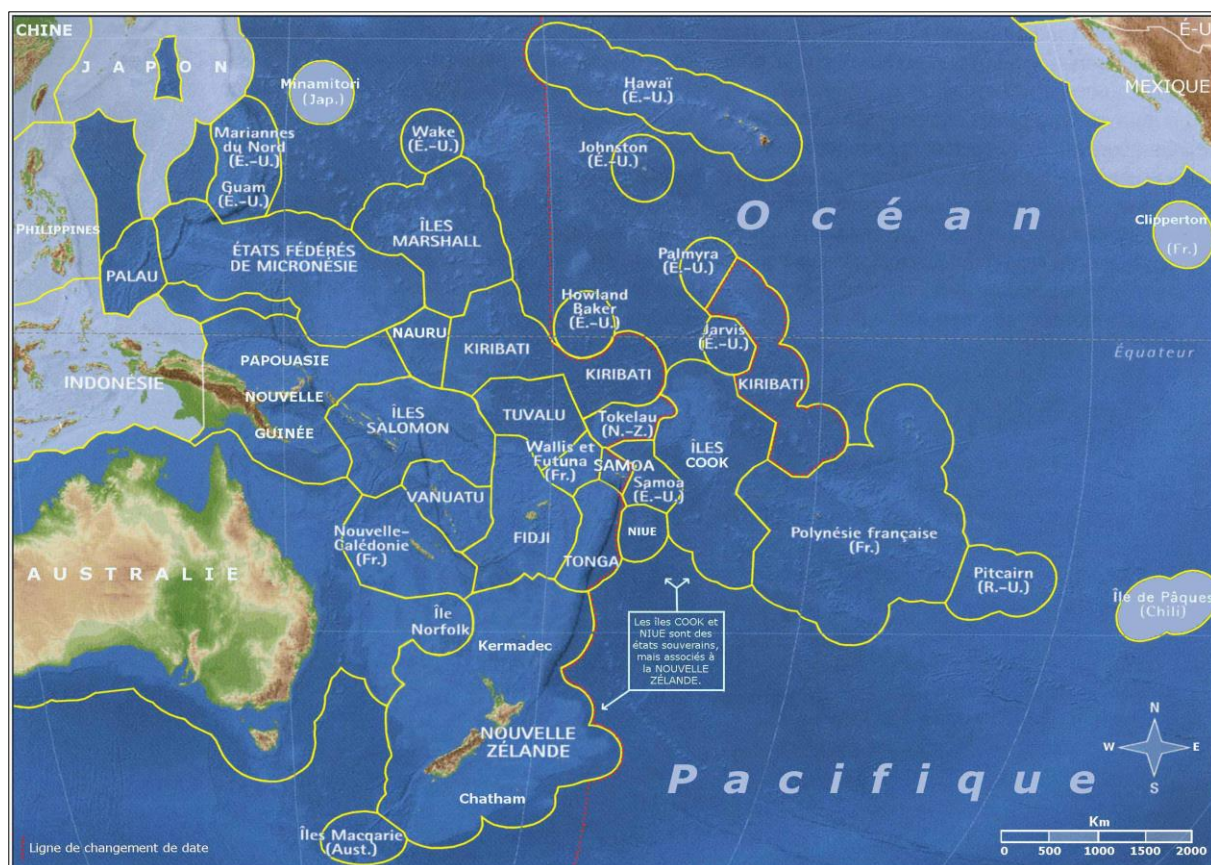 CHINE
É-U
J A P O N
Minamitori
(Jap.)
Hawaï
(É.-U.)
MEXIQUE
Mariannes
du Nord
(É.-U.)
Wake
(É.-U.)
Johnston
(É.-U.)
Guam
(É.-U.)
Océan
PHILIPPINES
ÎLES
MARSHALL
Clipperton
(Fr.)
ÉTATS FÉDÉRÉS
DE MICRONÉSIE
PALAU
Palmyra
(É.-U.)
Howland
Baker
(É.-U.)
NAURU
KIRIBATI
Jarvis
(É.-U.)
Équateur
PAPOUASIE
NOUVELLE
GUINÉE
INDONÉSIE
KIRIBATI
KIRIBATI
ÎLES
SALOMON
TUVALU
Tokelau
(N.-Z.)
ÎLES
COOK
Wallis et
Futuna
(Fr.)
SAMOA
Samoa
(É.-U.)
VANUATU
Nouvelle-
Calédonie
(Fr.)
FIDJI
NIUE
Polynésie française
(Fr.)
TONGA
AUSTRALIE
Pitcairn
(R.-U.)
Île de Pâques
(Chili)
Île
Norfolk
Kermadec
Les îles COOK et
NIUE sont des
états souverains,
mais associés à
la NOUVELLE
ZÉLANDE.
NOUVELLE
ZÉLANDE
N
W E
S
Pacifique
Chatham
Îles Macqarie
(Aust.)
Ligne de changement de date
Km
0 500 1000 1500 2000